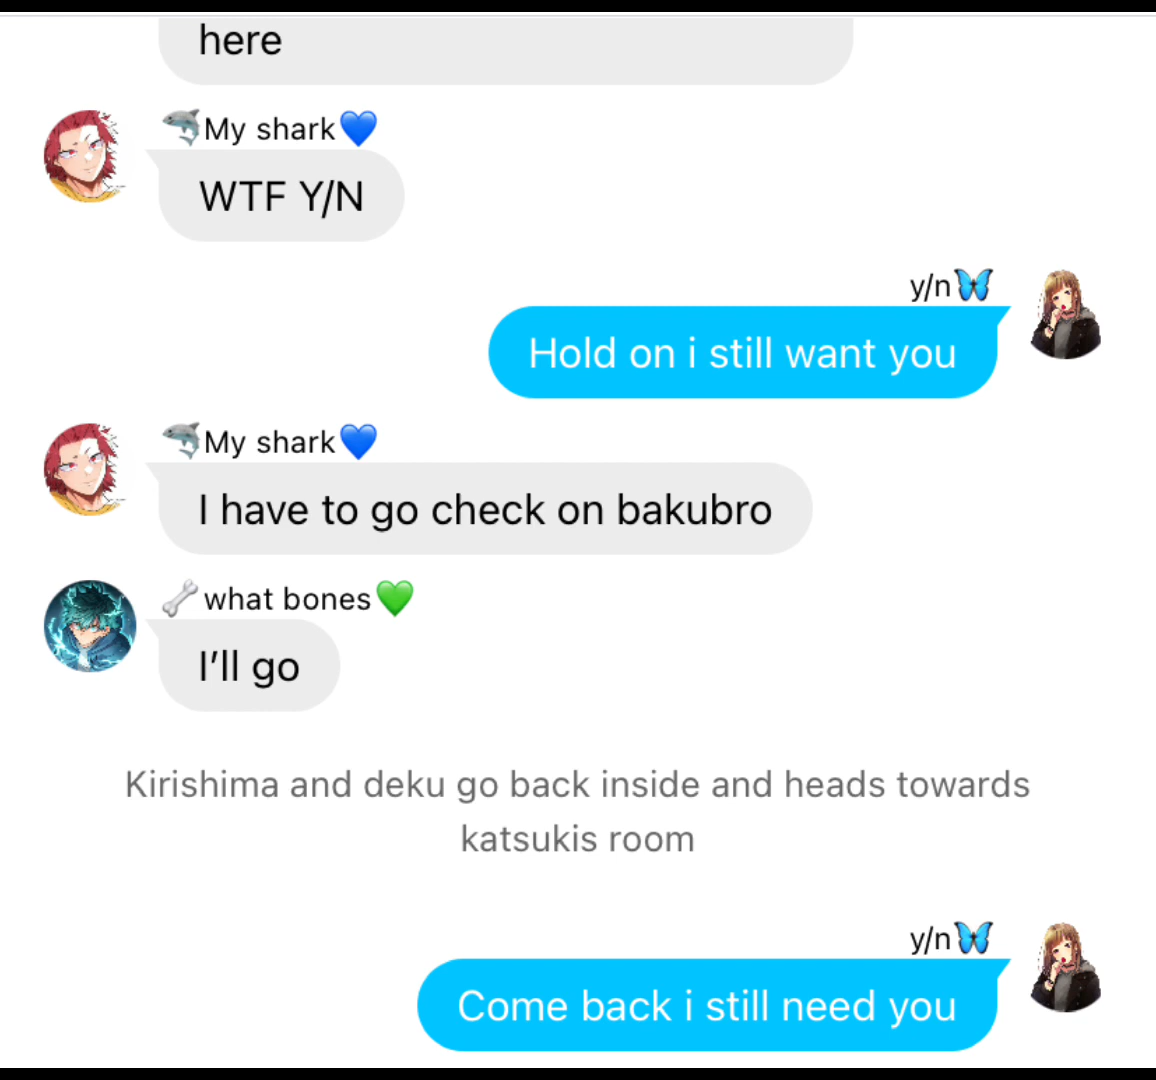 here
🦈My shark💙
WTF Y/N
y/n🦋
Hold on i still want you
🦈My shark💙
I have to go check on bakubro
🦴what bones💚
I’ll go
Kirishima and deku go back inside and heads towards
katsukis room
y/n🦋
Come back i still need you